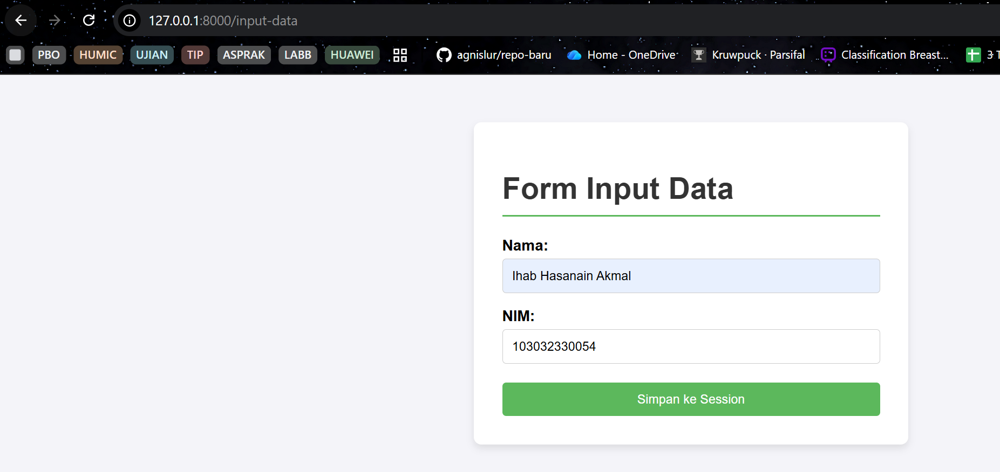 127.0.0.1:8000/input-data
PBO HUMIC UJIAN TIP ASPRAK LABB HUAWEI agnislur/repo-baru Home - OneDrive Kruwpuck · Parsifal Classification Breast... 3 T
Form Input Data
Nama:
Ihab Hasanain Akmal
NIM:
103032330054
Simpan ke Session